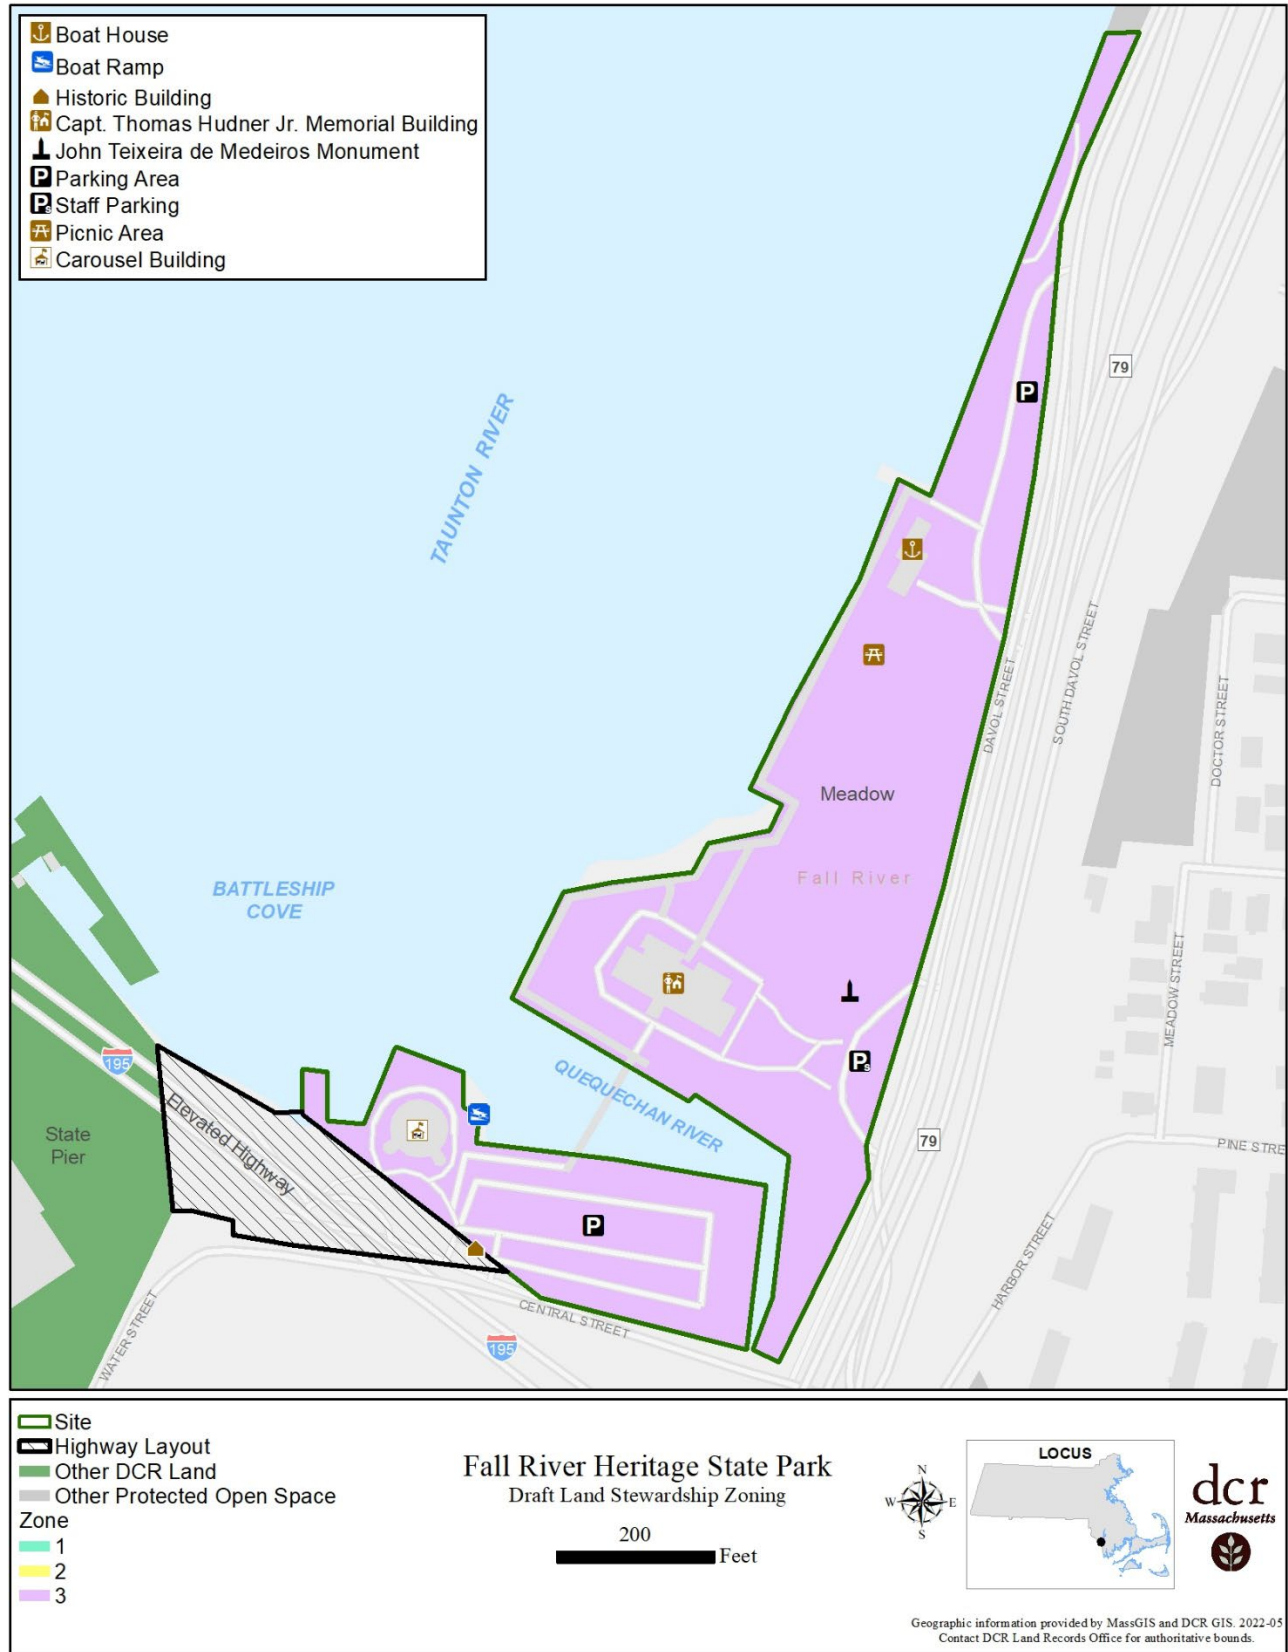 Boat House
Boat Ramp
Historic Building
Capt. Thomas Hudner Jr. Memorial Building
John Teixeira de Medeiros Monument
P Parking Area
Ps Staff Parking
Picnic Area
Carousel Building
79
P
TAUNTON RIVER
DAVOL STREET
SOUTH DAVOL STREET
DOCTOR STREET
Meadow
Fall River
BATTLESHIP
COVE
MEADOW STREET
195
Elevated Highway
State
Pier
QUEQUECHAN RIVER
Ps
79
PINE STRE
P
HARBOR STREET
WATER STREET
CENTRAL STREET
195
Site
Highway Layout
Other DCR Land
Other Protected Open Space
Zone
1
2
3
Fall River Heritage State Park
Draft Land Stewardship Zoning
200
Feet
N
W E
S
LOCUS
dcr
Massachusetts
Geographic information provided by MassGIS and DCR GIS. 2022-05
Contact DCR Land Records Office for authoritative bounds.